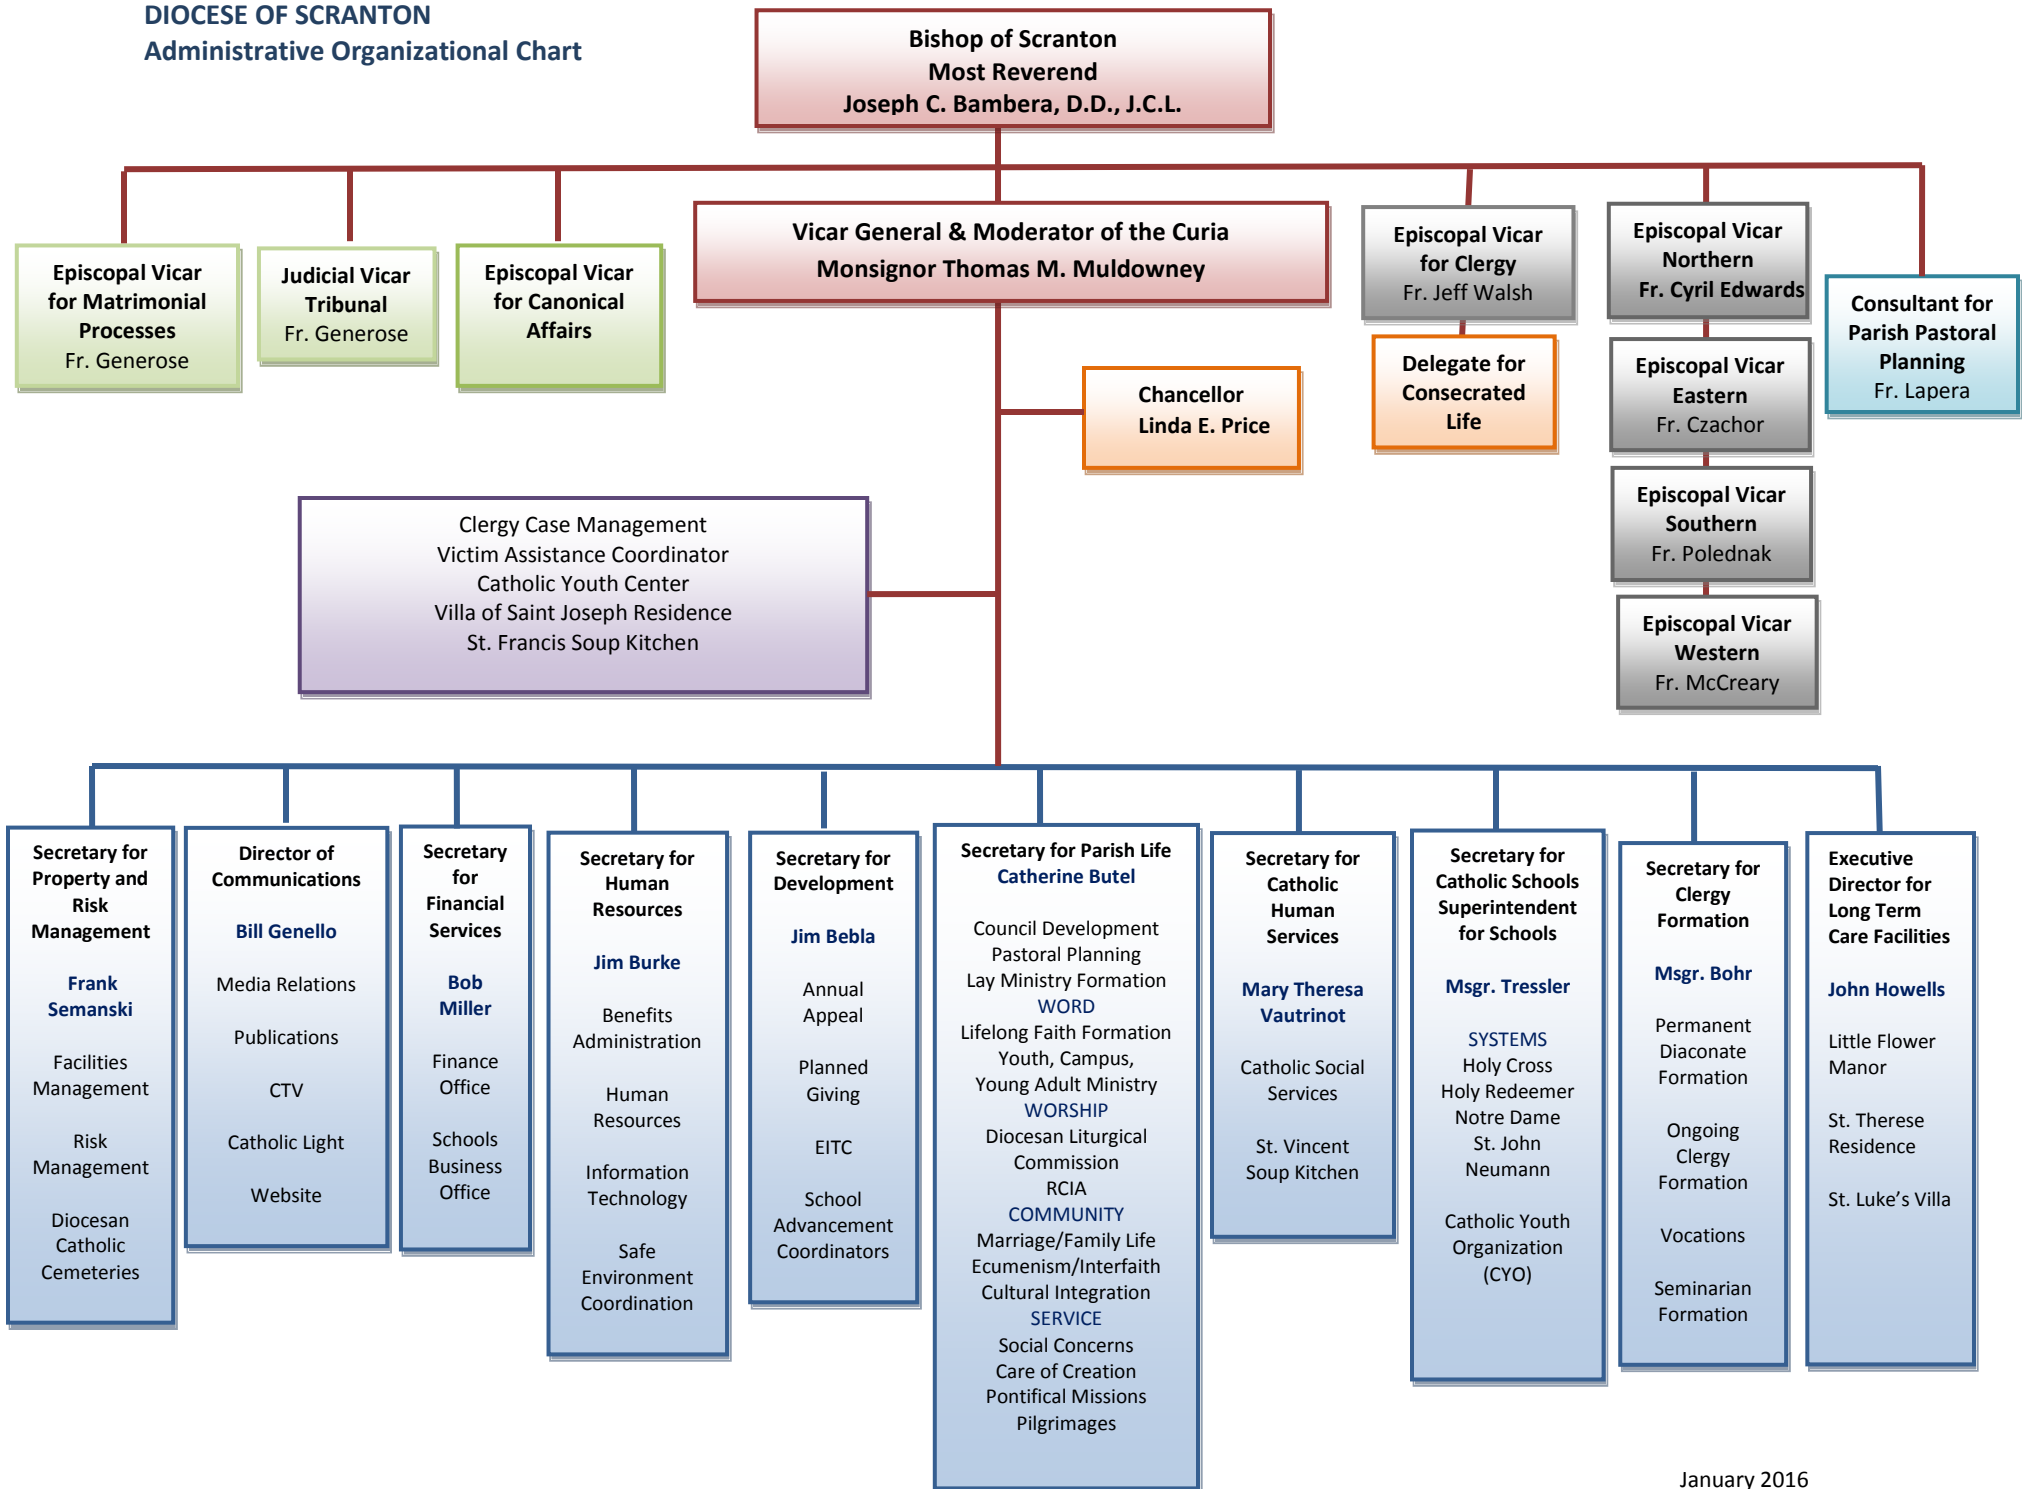 DIOCESE OF SCRANTON
Administrative Organizational Chart
Bishop of Scranton
Most Reverend
Joseph C. Bambera, D.D., J.C.L.
Episcopal Vicar
for Matrimonial
Processes
Fr. Generose
Judicial Vicar
Tribunal
Fr. Generose
Episcopal Vicar
for Canonical
Affairs
Vicar General & Moderator of the Curia
Monsignor Thomas M. Muldowney
Episcopal Vicar
for Clergy
Fr. Jeff Walsh
Delegate for
Consecrated
Life
Episcopal Vicar
Northern
Fr. Cyril Edwards
Episcopal Vicar
Eastern
Fr. Czachor
Episcopal Vicar
Southern
Fr. Polednak
Episcopal Vicar
Western
Fr. McCreary
Consultant for
Parish Pastoral
Planning
Fr. Lapera
Chancellor
Linda E. Price
Clergy Case Management
Victim Assistance Coordinator
Catholic Youth Center
Villa of Saint Joseph Residence
St. Francis Soup Kitchen
Secretary for
Property and
Risk
Management
Frank
Semanski
Facilities
Management
Risk
Management
Diocesan
Catholic
Cemeteries
Director of
Communications
Bill Genello
Media Relations
Publications
CTV
Catholic Light
Website
Secretary
for
Financial
Services
Bob
Miller
Finance
Office
Schools
Business
Office
Secretary for
Human
Resources
Jim Burke
Benefits
Administration
Human
Resources
Information
Technology
Safe
Environment
Coordination
Secretary for
Development
Jim Bebla
Annual
Appeal
Planned
Giving
EITC
School
Advancement
Coordinators
Secretary for Parish Life
Catherine Butel
Council Development
Pastoral Planning
Lay Ministry Formation
WORD
Lifelong Faith Formation
Youth, Campus,
Young Adult Ministry
WORSHIP
Diocesan Liturgical
Commission
RCIA
COMMUNITY
Marriage/Family Life
Ecumenism/Interfaith
Cultural Integration
SERVICE
Social Concerns
Care of Creation
Pontifical Missions
Pilgrimages
Secretary for
Catholic
Human
Services
Mary Theresa
Vautrinot
Catholic Social
Services
St. Vincent
Soup Kitchen
Secretary for
Catholic Schools
Superintendent
for Schools
Msgr. Tressler
SYSTEMS
Holy Cross
Holy Redeemer
Notre Dame
St. John
Neumann
Catholic Youth
Organization
(CYO)
Secretary for
Clergy
Formation
Msgr. Bohr
Permanent
Diaconate
Formation
Ongoing
Clergy
Formation
Vocations
Seminarian
Formation
Executive
Director for
Long Term
Care Facilities
John Howells
Little Flower
Manor
St. Therese
Residence
St. Luke’s Villa
January 2016